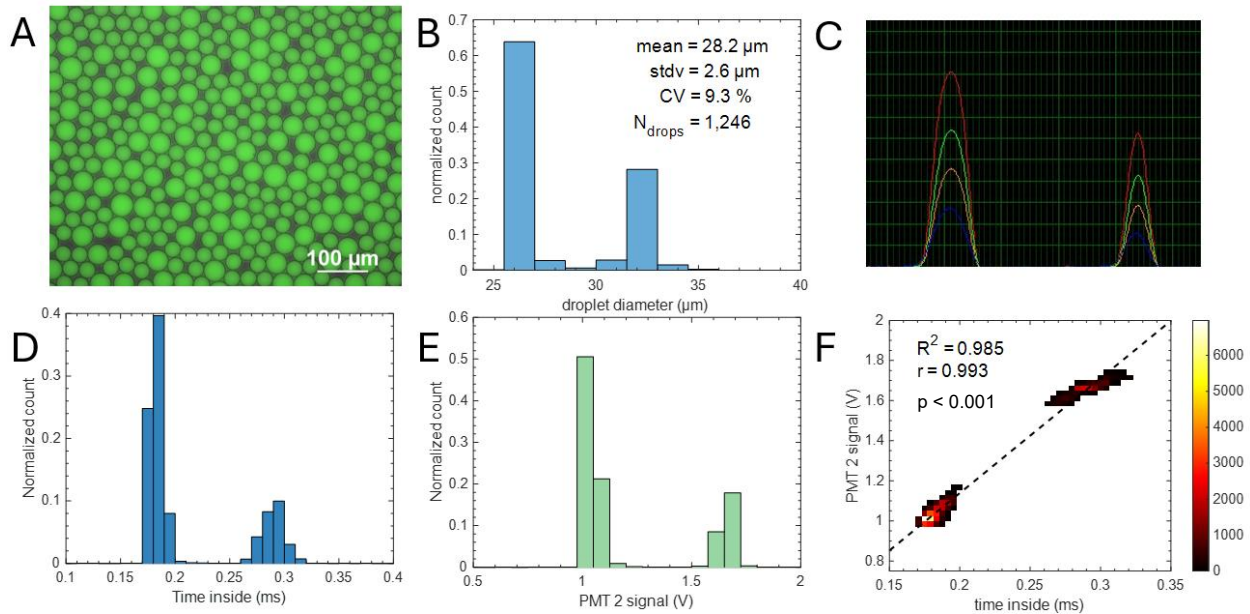 A
100 µm
B
mean = 28.2 µm
stdv = 2.6 µm
CV = 9.3 %
N_drops = 1,246
0.7
0.6
0.5
0.4
0.3
0.2
0.1
0
25 30 35 40
normalized count
droplet diameter (µm)
C
D
0.4
0.3
0.2
0.1
0
0.1 0.15 0.2 0.25 0.3 0.35 0.4
Normalized count
Time inside (ms)
E
0.6
0.5
0.4
0.3
0.2
0.1
0
0.5 1 1.5 2
Normalized count
PMT 2 signal (V)
F
R² = 0.985
r = 0.993
p < 0.001
2
1.8
1.6
1.4
1.2
1
0.8
0.15 0.2 0.25 0.3 0.35
PMT 2 signal (V)
time inside (ms)
6000
5000
4000
3000
2000
1000
0